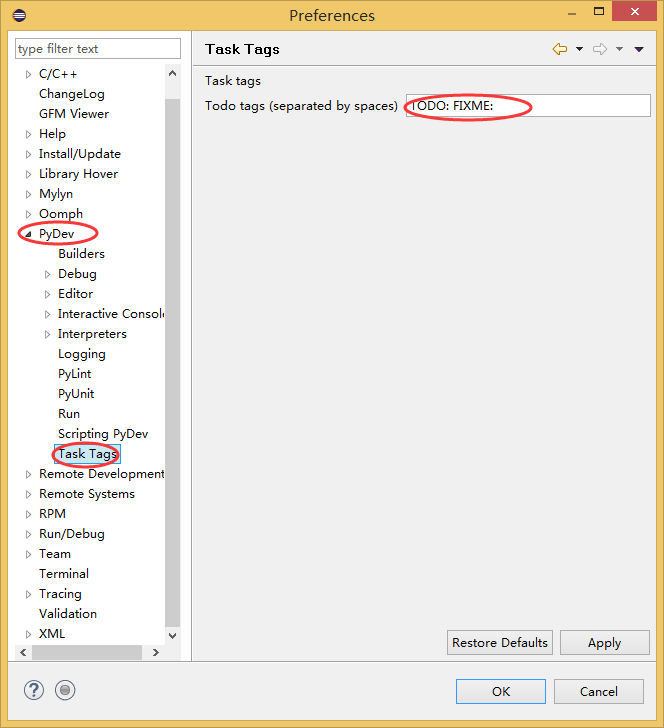 Preferences
type filter text
C/C++
ChangeLog
GFM Viewer
Help
Install/Update
Library Hover
Mylyn
Oomph
PyDev
Builders
Debug
Editor
Interactive Consol
Interpreters
Logging
PyLint
PyUnit
Run
Scripting PyDev
Task Tags
Remote Development
Remote Systems
RPM
Run/Debug
Team
Terminal
Tracing
Validation
XML
Task Tags
Task tags
Todo tags (separated by spaces) TODO: FIXME:
Restore Defaults Apply
? OK Cancel